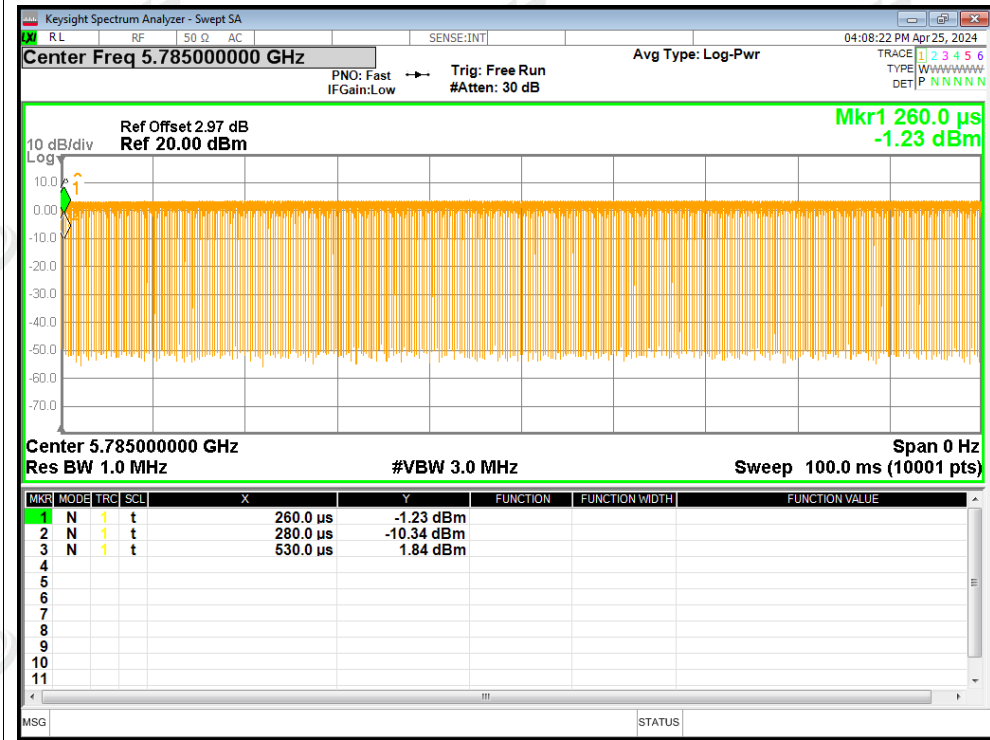 Keysight Spectrum Analyzer - Swept SA
LXI RL RF 50 Ω AC SENSE:INT 04:08:22 PM Apr 25, 2024
Center Freq 5.785000000 GHz Avg Type: Log-Pwr TRACE 1 2 3 4 5 6
PNO: Fast Trig: Free Run TYPE WWWWWW
IFGain:Low #Atten: 30 dB DET P N N N N N
Mkr1 260.0 µs
Ref Offset 2.97 dB
10 dB/div Ref 20.00 dBm -1.23 dBm
Log
10.0
1
0.00
-10.0
-20.0
-30.0
-40.0
-50.0
-60.0
-70.0
Center 5.785000000 GHz Span 0 Hz
Res BW 1.0 MHz #VBW 3.0 MHz Sweep 100.0 ms (10001 pts)
MKR MODE TRC SCL X Y FUNCTION FUNCTION WIDTH FUNCTION VALUE
1 N 1 t 260.0 µs -1.23 dBm
2 N 1 t 280.0 µs -10.34 dBm
3 N 1 t 530.0 µs 1.84 dBm
4
5
6
7
8
9
10
11
MSG STATUS